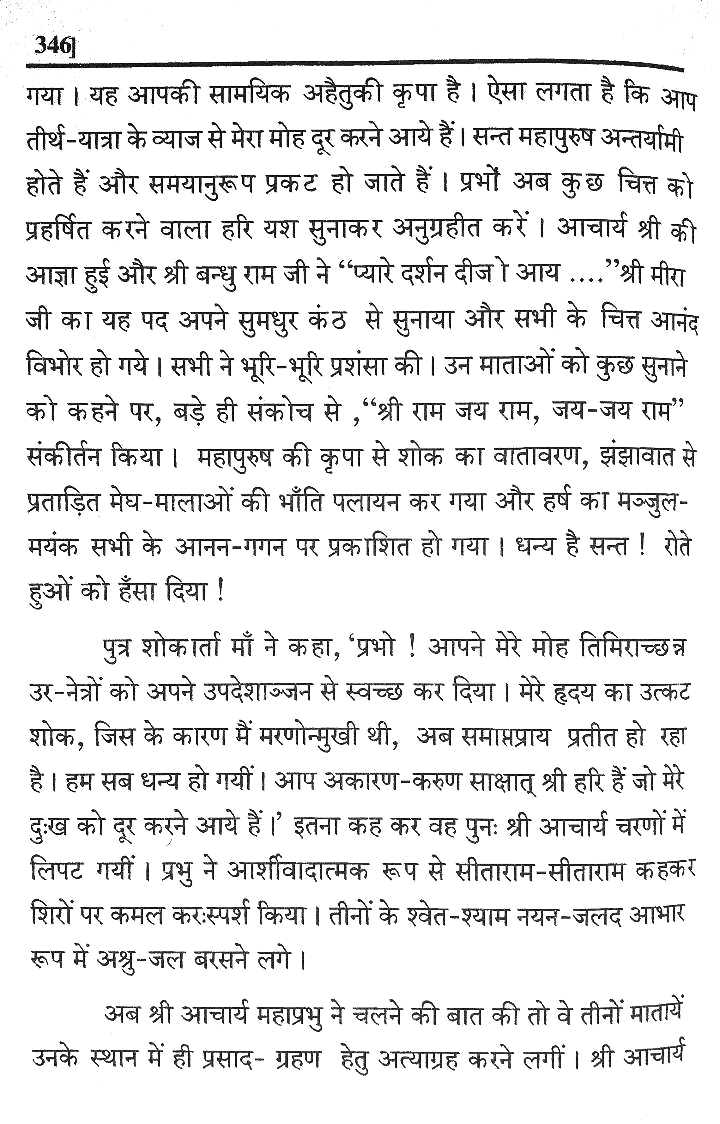 346]
गया । यह आपकी सामयिक अहैतुकी कृपा है । ऐसा लगता है कि आप
तीर्थ-यात्रा के व्याज से मेरा मोह दूर करने आये हैं। सन्त महापुरुष अन्तर्यामी
होते हैं और समयानुरूप प्रकट हो जाते हैं । प्रभों अब कुछ चित्त को
प्रहर्षित करने वाला हरि यश सुनाकर अनुग्रहीत करें । आचार्य श्री की
आज्ञा हुई और श्री बन्धु राम जी ने “प्यारे दर्शन दीजो आय ....”श्री मीरा
जी का यह पद अपने सुमधुर कंठ से सुनाया और सभी के चित्त आनंद
विभोर हो गये । सभी ने भूरि-भूरि प्रशंसा की । उन माताओं को कुछ सुनाने
को कहने पर, बड़े ही संकोच से ,“श्री राम जय राम, जय-जय राम”
संकीर्तन किया । महापुरुष की कृपा से शोक का वातावरण, झंझावात से
प्रताड़ित मेघ-मालाओं की भाँति पलायन कर गया और हर्ष का मञ्जुल-
मयंक सभी के आनन-गगन पर प्रकाशित हो गया । धन्य है सन्त ! रोते
हुओं को हँसा दिया !
पुत्र शोकार्ता माँ ने कहा, ‘प्रभो ! आपने मेरे मोह तिमिराच्छन्न
उर-नेत्रों को अपने उपदेशाञ्जन से स्वच्छ कर दिया । मेरे हृदय का उत्कट
शोक, जिस के कारण मैं मरणोन्मुखी थी, अब समाप्तप्राय प्रतीत हो रहा
है । हम सब धन्य हो गयीं । आप अकारण-करुण साक्षात् श्री हरि हैं जो मेरे
दुःख को दूर करने आये हैं।’ इतना कह कर वह पुनः श्री आचार्य चरणों में
लिपट गयीं । प्रभु ने आर्शीवादात्मक रूप से सीताराम-सीताराम कहकर
शिरों पर कमल करःस्पर्श किया । तीनों के श्वेत-श्याम नयन-जलद आभार
रूप में अश्रु-जल बरसने लगे ।
अब श्री आचार्य महाप्रभु ने चलने की बात की तो वे तीनों मातायें
उनके स्थान में ही प्रसाद- ग्रहण हेतु अत्याग्रह करने लगीं । श्री आचार्य